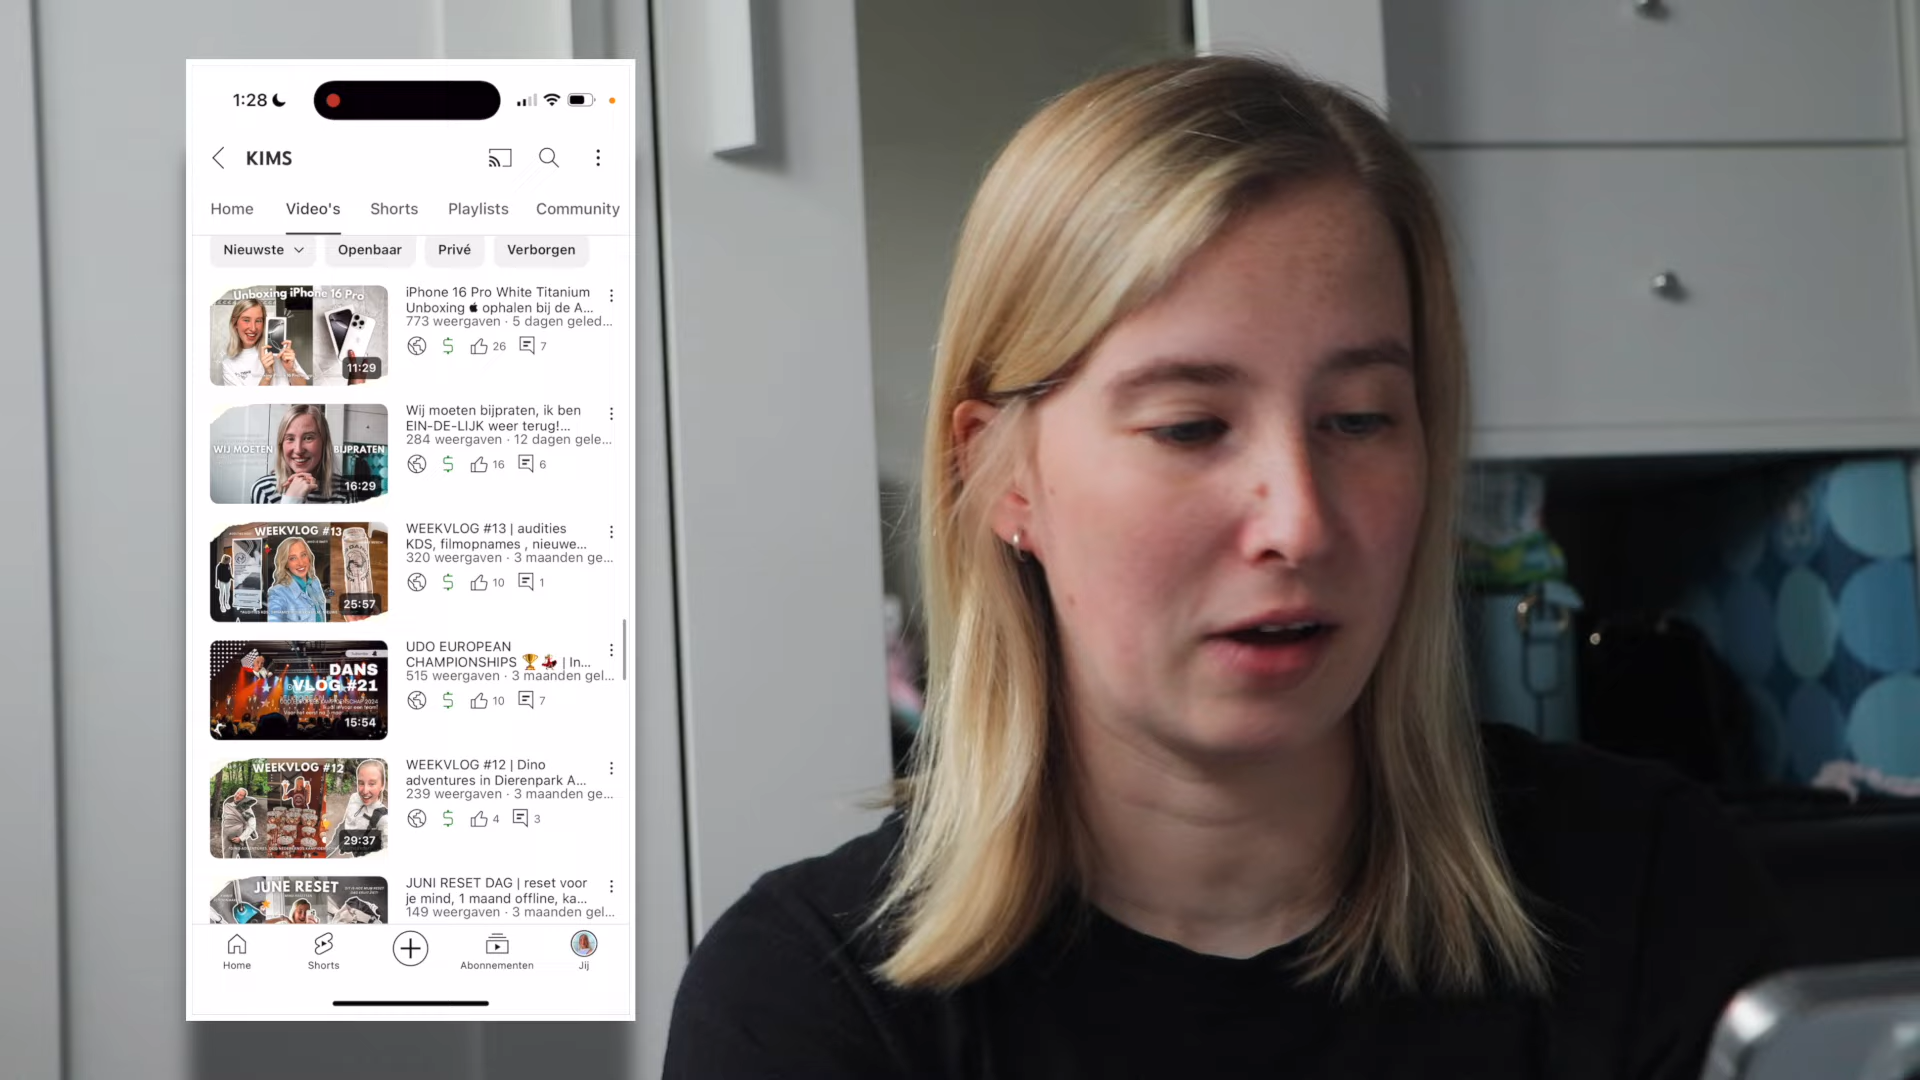 1:28
KIMS
Home Video's Shorts Playlists Community
Nieuwste Openbaar Privé Verborgen
Unboxing iPhone 16 Pro
11:29
iPhone 16 Pro White Titanium
Unboxing ophalen bij de A...
773 weergaven · 5 dagen geled...
26 7
WIJ MOETEN BIJPRATEN
16:29
Wij moeten bijpraten, ik ben
EIN-DE-LIJK weer terug!...
284 weergaven · 12 dagen gele...
16 6
WEEKVLOG #13
25:57
WEEKVLOG #13 | audities
KDS, filmopnames , nieuwe...
320 weergaven · 3 maanden ge...
10 1
DANS
VLOG #21
15:54
UDO EUROPEAN
CHAMPIONSHIPS 🏆💃 | In...
515 weergaven · 3 maanden gel...
10 7
WEEKVLOG #12
29:37
WEEKVLOG #12 | Dino
adventures in Dierenpark A...
239 weergaven · 3 maanden ge...
4 3
JUNE RESET
JUNI RESET DAG | reset voor
je mind, 1 maand offline, ka...
149 weergaven · 3 maanden gel...
Home Shorts Abonnementen Jij